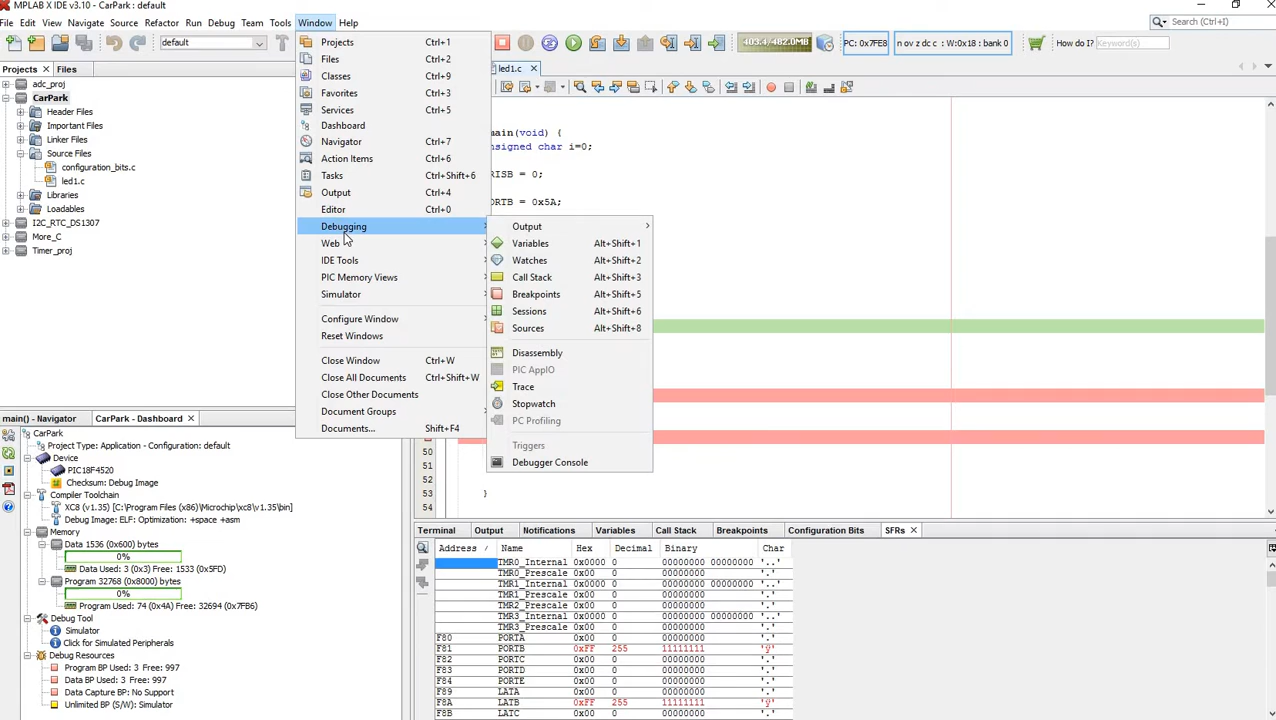 MPLAB X IDE v3.10 - CarPark : default
File Edit View Navigate Source Refactor Run Debug Team Tools Window Help
Search (Ctrl+I)
default
403.4/482.0MB
PC: 0x7FE8
n ov z dc c : W:0x18 : bank 0
How do I?
Keyword(s)
Projects
Files
adc_proj
CarPark
Header Files
Important Files
Linker Files
Source Files
configuration_bits.c
led1.c
Libraries
Loadables
I2C_RTC_DS1307
More_C
Timer_proj
Projects Ctrl+1
Files Ctrl+2
Classes Ctrl+9
Favorites Ctrl+3
Services Ctrl+5
Dashboard
Navigator Ctrl+7
Action Items Ctrl+6
Tasks Ctrl+Shift+6
Output Ctrl+4
Editor Ctrl+0
Debugging
Web
IDE Tools
PIC Memory Views
Simulator
Configure Window
Reset Windows
Close Window Ctrl+W
Close All Documents Ctrl+Shift+W
Close Other Documents
Document Groups
Documents... Shift+F4
Output
Variables Alt+Shift+1
Watches Alt+Shift+2
Call Stack Alt+Shift+3
Breakpoints Alt+Shift+5
Sessions Alt+Shift+6
Sources Alt+Shift+8
Disassembly
PIC AppIO
Trace
Stopwatch
PC Profiling
Triggers
Debugger Console
led1.c
main(void) {
nsigned char i=0;
RISB = 0;
ORTB = 0x5A;
50
51
52
53 }
54
main() - Navigator
CarPark - Dashboard
CarPark
Project Type: Application - Configuration: default
Device
PIC18F4520
Checksum: Debug Image
Compiler Toolchain
XC8 (v1.35) [C:\Program Files (x86)\Microchip\xc8\v1.35\bin]
Debug Image: ELF: Optimization: +space +asm
Memory
Data 1536 (0x600) bytes
0%
Data Used: 3 (0x3) Free: 1533 (0x5FD)
Program 32768 (0x8000) bytes
0%
Program Used: 74 (0x4A) Free: 32694 (0x7FB6)
Debug Tool
Simulator
Click for Simulated Peripherals
Debug Resources
Program BP Used: 3 Free: 997
Data BP Used: 3 Free: 997
Data Capture BP: No Support
Unlimited BP (S/W): Simulator
Terminal Output Notifications Variables Call Stack Breakpoints Configuration Bits SFRs
Address / Name Hex Decimal Binary Char
TMR0_Internal 0x0000 0 00000000 00000000 '..'
TMR0_Prescale 0x00 0 00000000 '.'
TMR1_Internal 0x0000 0 00000000 00000000 '..'
TMR1_Prescale 0x00 0 00000000 '.'
TMR2_Prescale 0x00 0 00000000 '.'
TMR3_Internal 0x0000 0 00000000 00000000 '..'
TMR3_Prescale 0x00 0 00000000 '.'
F80 PORTA 0x00 0 00000000 '.'
F81 PORTB 0xFF 255 11111111 'ÿ'
F82 PORTC 0x00 0 00000000 '.'
F83 PORTD 0x00 0 00000000 '.'
F84 PORTE 0x00 0 00000000 '.'
F89 LATA 0x00 0 00000000 '.'
F8A LATB 0xFF 255 11111111 'ÿ'
F8B LATC 0x00 0 00000000 '.'